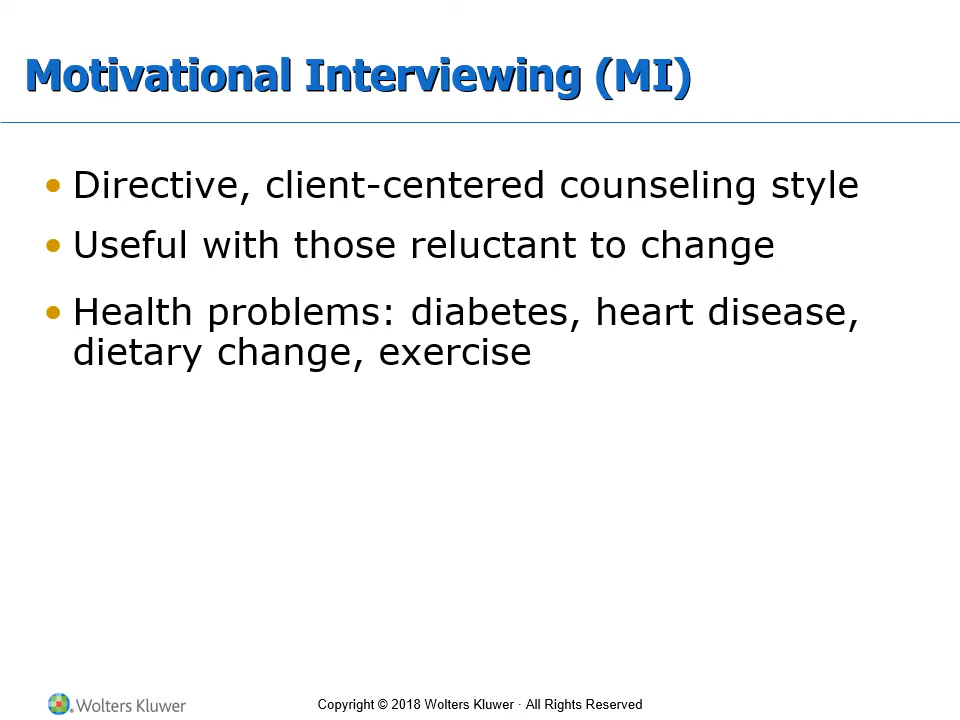 Motivational Interviewing (MI)
• Directive, client-centered counseling style
• Useful with those reluctant to change
• Health problems: diabetes, heart disease,
dietary change, exercise
Wolters Kluwer
Copyright © 2018 Wolters Kluwer · All Rights Reserved